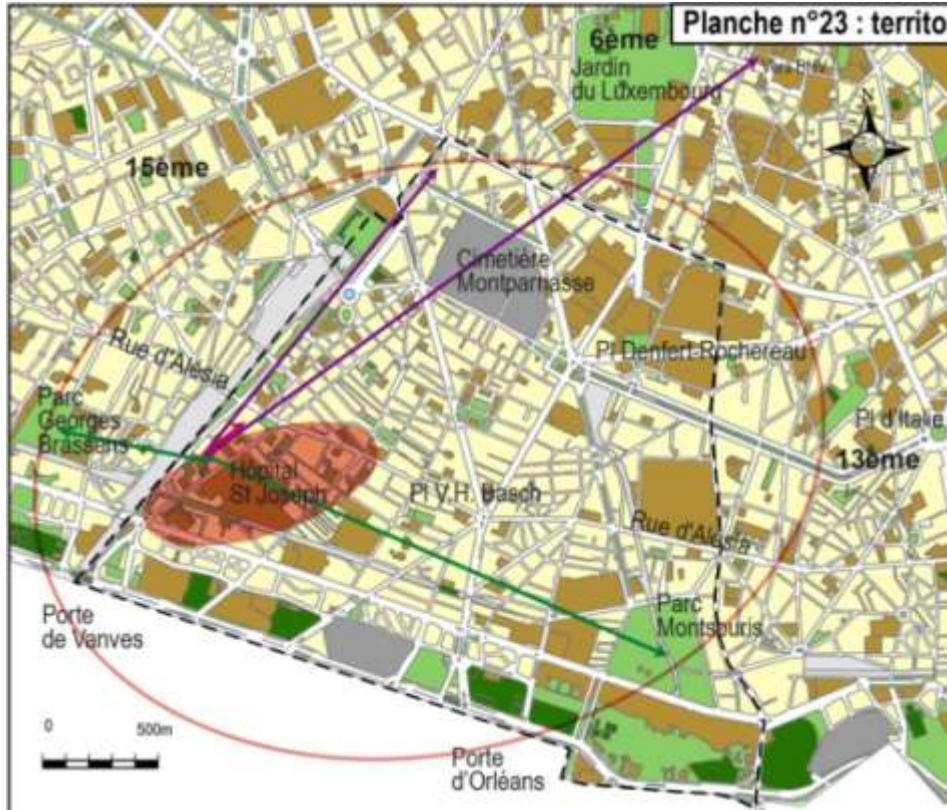 Planche n°23 : territo
6ème
Jardin
du Luxembourg
N
15ème
Cimetière
Montparnasse
Rue d'Alésia
Pl Denfert-Rochereau
Parc
Georges
Brassens
Pl d'Italie
13ème
Hôpital
St Joseph
Pl V.H. Basch
Rue d'Alésia
Porte
de Vanves
Parc
Montsouris
0 500m
Porte
d'Orléans